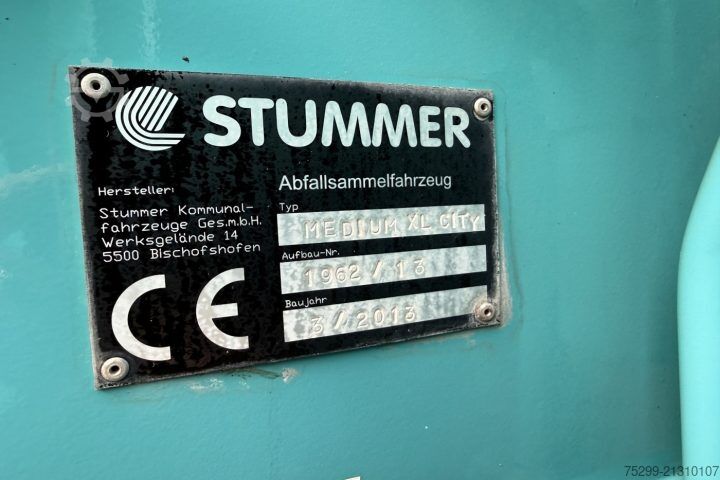 STUMMER
Abfallsammelfahrzeug
Hersteller:
Stummer Kommunal-
fahrzeuge Ges.m.b.H.
Werksgelände 14
5500 Bischofshofen
Typ
MEDIUM XL CITY
Aufbau-Nr.
1962/13
Baujahr
3/2013
CE
75299-21310107